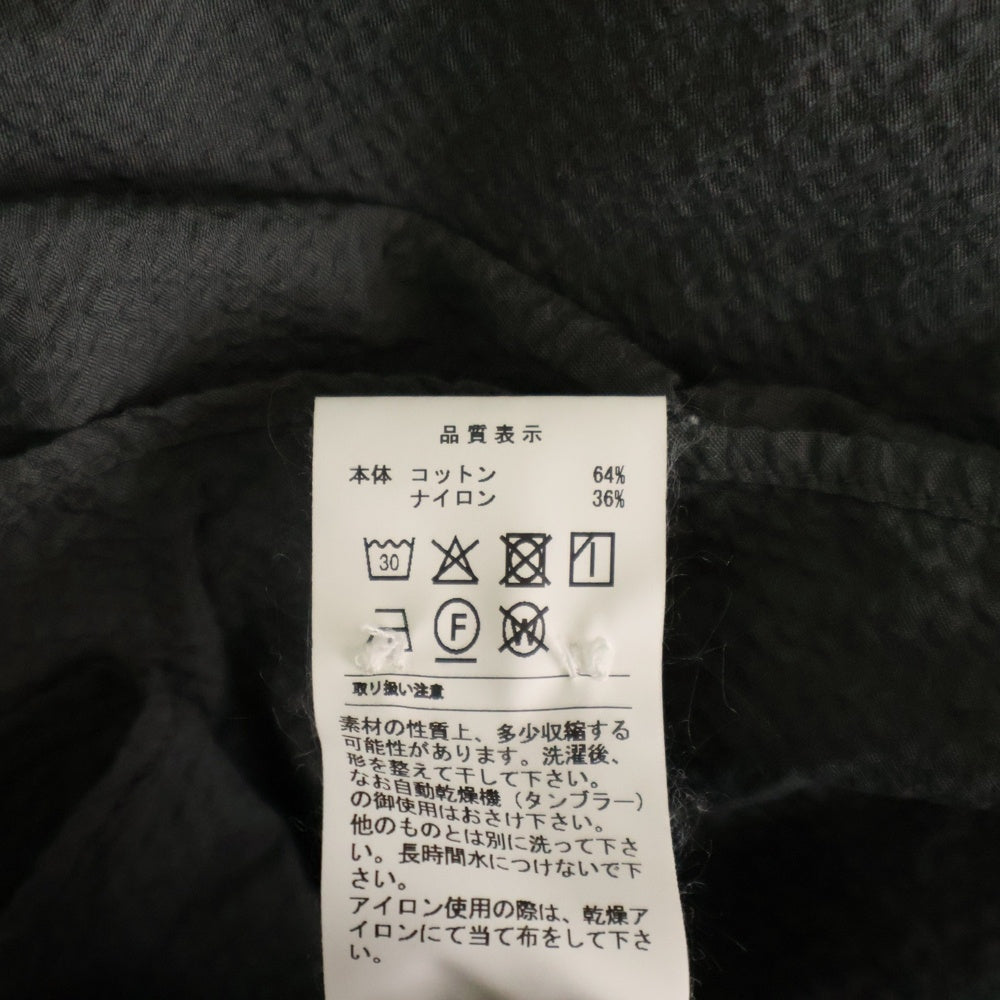 品質表示
本体 コットン 64%
ナイロン 36%
30
F W
取り扱い注意
素材の性質上、多少収縮する
可能性があります。洗濯後、
形を整えて干して下さい。
なお自動乾燥機（タンブラー）
の御使用はおさけ下さい。
他のものとは別に洗って下さ
い。長時間水につけないで下
さい。
アイロン使用の際は、乾燥ア
イロンにて当て布をして下さ
い。